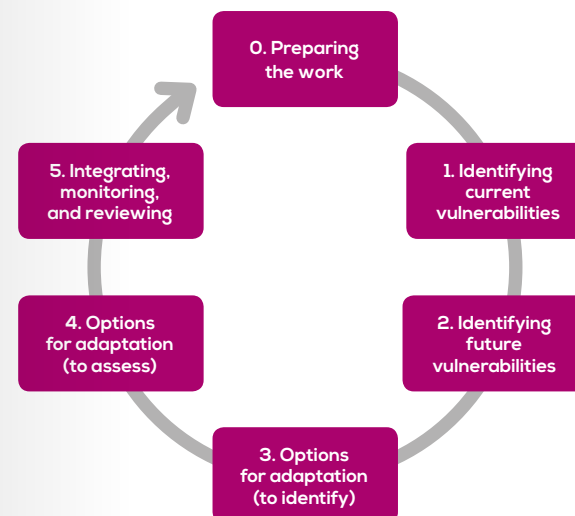 0. Preparing
the work
1. Identifying
current
vulnerabilities
2. Identifying
future
vulnerabilities
3. Options
for adaptation
(to identify)
4. Options
for adaptation
(to assess)
5. Integrating,
monitoring,
and reviewing